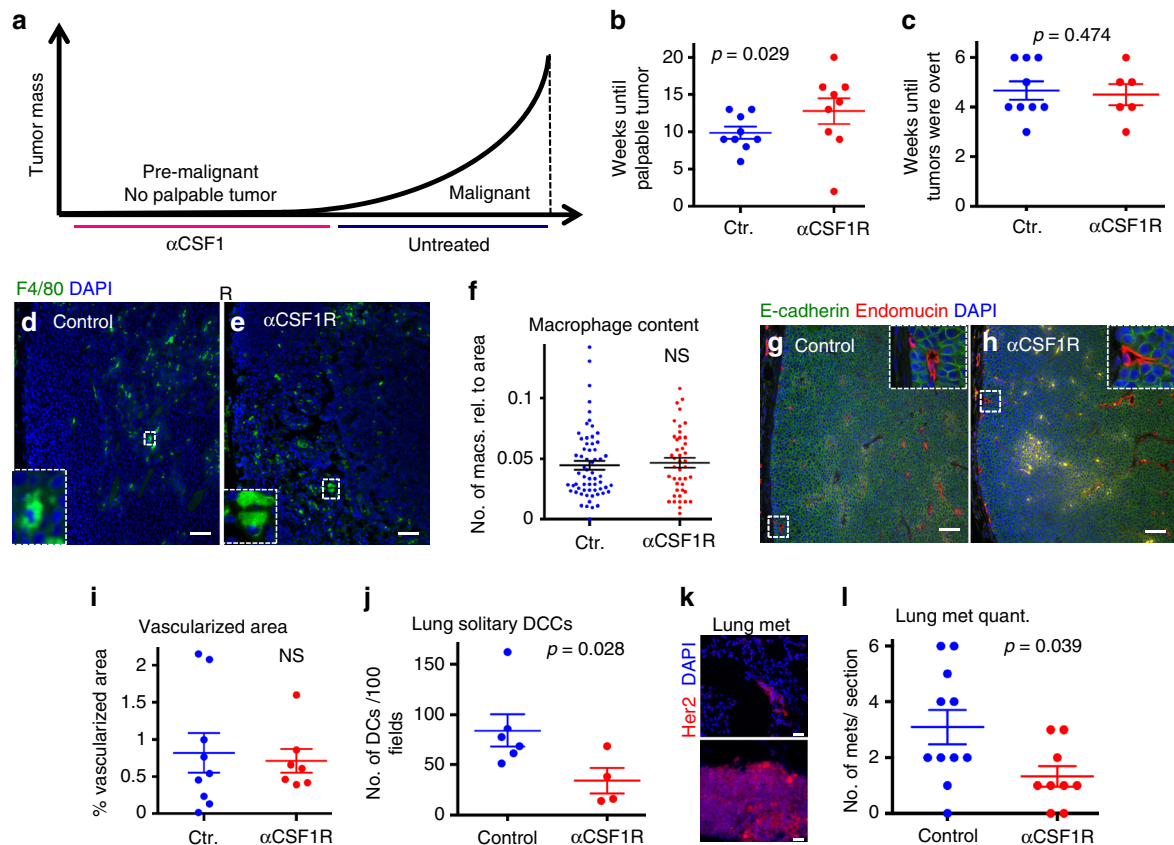 a
Tumor mass
Pre-malignant
No palpable tumor
Malignant
αCSF1
Untreated
b
Weeks until
palpable tumor
p = 0.029
20
15
10
5
0
Ctr.
αCSF1R
c
Weeks until
tumors were overt
p = 0.474
6
4
2
0
Ctr.
αCSF1R
F4/80 DAPI
R
d Control
e αCSF1R
f
Macrophage content
NS
No. of macs. rel. to area
0.1
0.05
0
Ctr.
αCSF1R
E-cadherin Endomucin DAPI
g Control
h αCSF1R
i
Vascularized area
NS
% vascularized area
2
1.5
1
0.5
0
Ctr.
αCSF1R
j
Lung solitary DCCs
p = 0.028
No. of DCs /100
fields
150
100
50
0
Control
αCSF1R
k
Lung met
Her2 DAPI
l
Lung met quant.
p = 0.039
No. of mets/ section
6
4
2
0
Control
αCSF1R